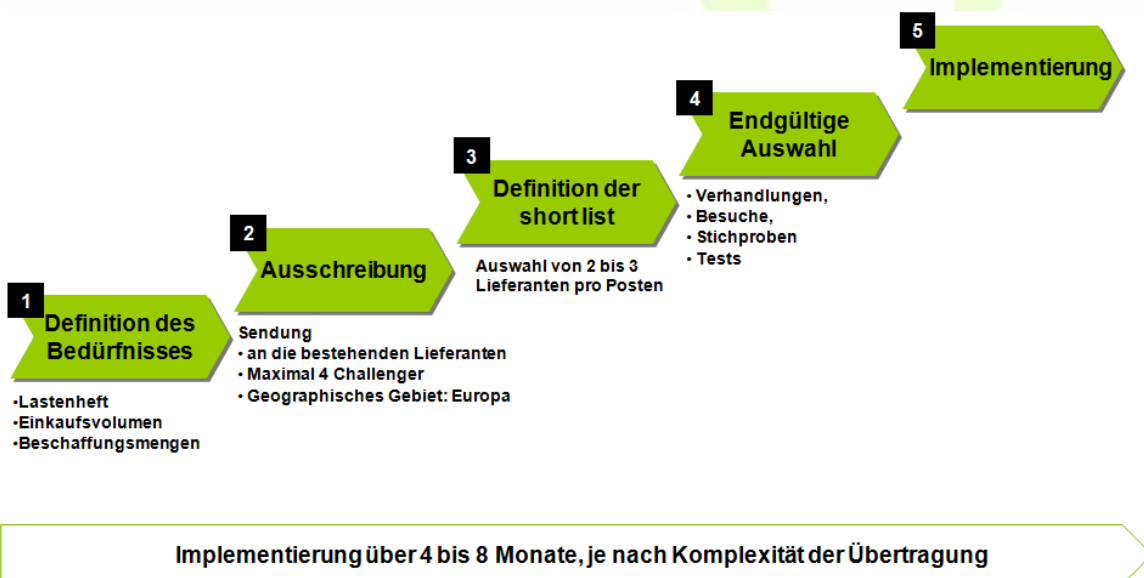 1
Definition des
Bedürfnisses
•Lastenheft
•Einkaufsvolumen
•Beschaffungsmengen
2
Ausschreibung
Sendung
• an die bestehenden Lieferanten
• Maximal 4 Challenger
• Geographisches Gebiet: Europa
3
Definition der
short list
Auswahl von 2 bis 3
Lieferanten pro Posten
4
Endgültige
Auswahl
• Verhandlungen,
• Besuche,
• Stichproben
• Tests
5
Implementierung
Implementierung über 4 bis 8 Monate, je nach Komplexität der Übertragung